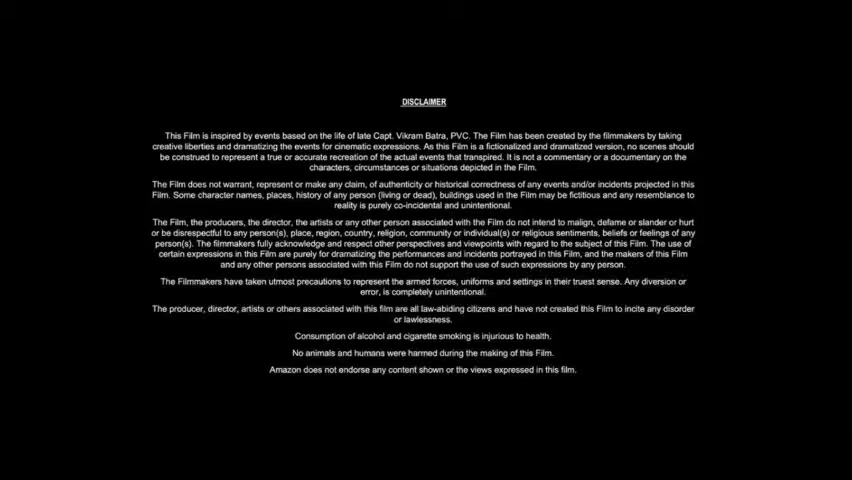 DISCLAIMER
This Film is inspired by events based on the life of late Capt. Vikram Batra, PVC. The Film has been created by the filmmakers by taking
creative liberties and dramatizing the events for cinematic expressions. As this Film is a fictionalized and dramatized version, no scenes should
be construed to represent a true or accurate recreation of the actual events that transpired. It is not a commentary or a documentary on the
characters, circumstances or situations depicted in the Film.
The Film does not warrant, represent or make any claim, of authenticity or historical correctness of any events and/or incidents projected in this
Film. Some character names, places, history of any person (living or dead), buildings used in the Film may be fictitious and any resemblance to
reality is purely co-incidental and unintentional.
The Film, the producers, the director, the artists or any other person associated with the Film do not intend to malign, defame or slander or hurt
or be disrespectful to any person(s), place, region, country, religion, community or individual(s) or religious sentiments, beliefs or feelings of any
person(s). The filmmakers fully acknowledge and respect other perspectives and viewpoints with regard to the subject of this Film. The use of
certain expressions in this Film are purely for dramatizing the performances and incidents portrayed in this Film, and the makers of this Film
and any other persons associated with this Film do not support the use of such expressions by any person.
The Filmmakers have taken utmost precautions to represent the armed forces, uniforms and settings in their truest sense. Any diversion or
error, is completely unintentional.
The producer, director, artists or others associated with this film are all law-abiding citizens and have not created this Film to incite any disorder
or lawlessness.
Consumption of alcohol and cigarette smoking is injurious to health.
No animals and humans were harmed during the making of this Film.
Amazon does not endorse any content shown or the views expressed in this film.